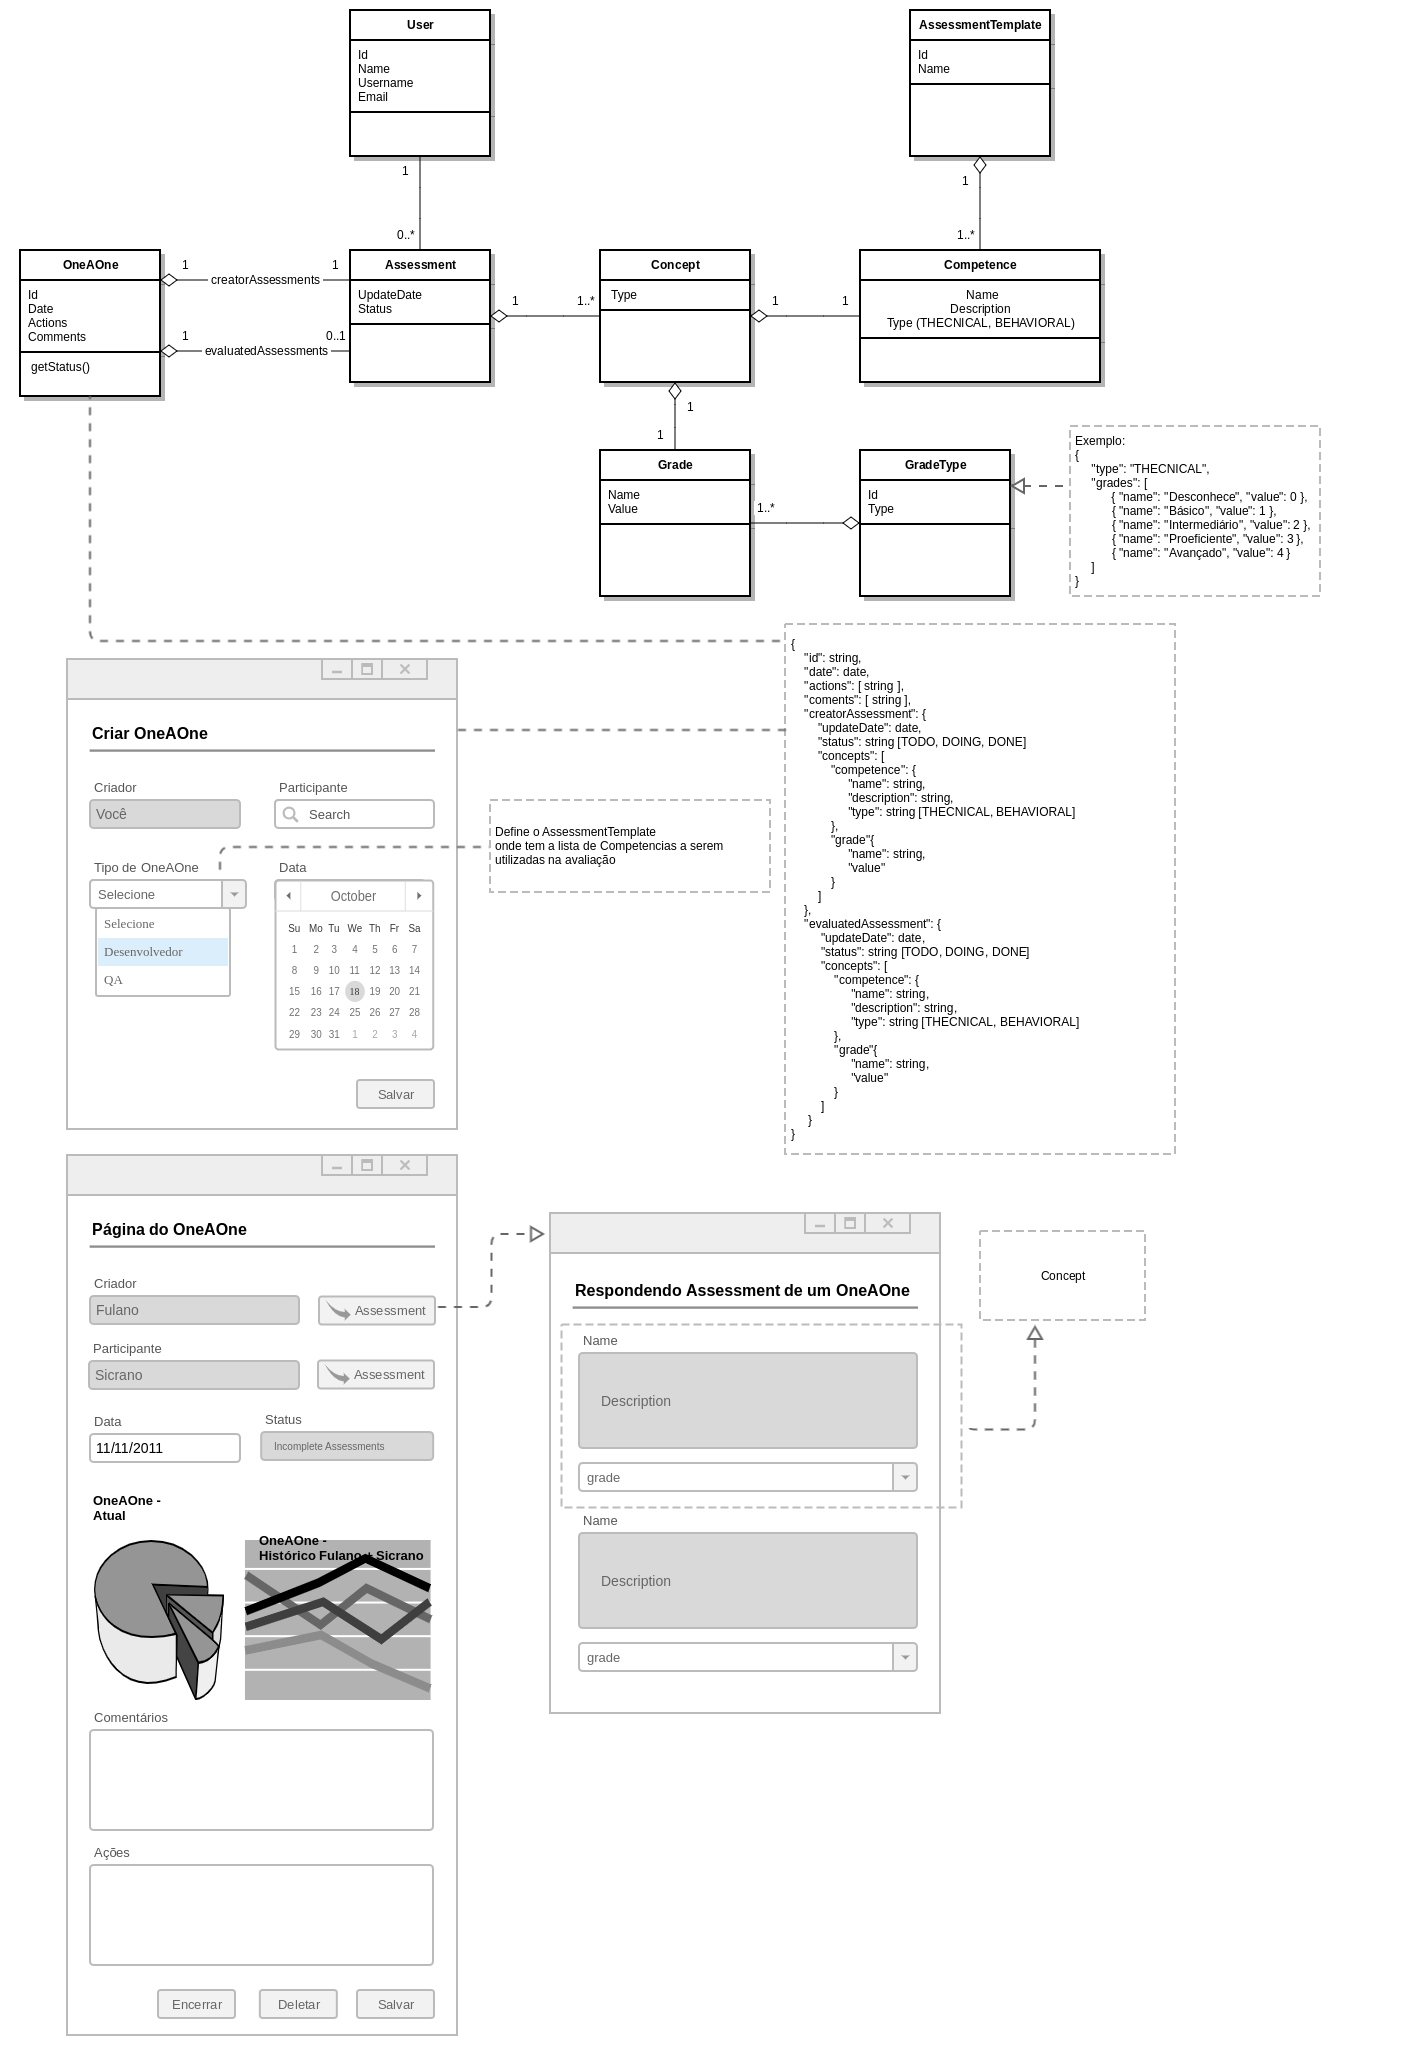 User
Id
Name
Username
Email
AssessmentTemplate
Id
Name
1
0..*
1
1..*
OneAOne
Id
Date
Actions
Comments
getStatus()
1
creatorAssessments
1
1
evaluatedAssessments
0..1
Assessment
UpdateDate
Status
1
1..*
Concept
Type
1
1
Competence
Name
Description
Type (THECNICAL, BEHAVIORAL)
1
1
Grade
Name
Value
1..*
GradeType
Id
Type
Exemplo:
{
"type": "THECNICAL",
"grades": [
{ "name": "Desconhece", "value": 0 },
{ "name": "Básico", "value": 1 },
{ "name": "Intermediário", "value": 2 },
{ "name": "Proeficiente", "value": 3 },
{ "name": "Avançado", "value": 4 }
]
}
{
"id": string,
"date": date,
"actions": [ string ],
"coments": [ string ],
"creatorAssessment": {
"updateDate": date,
"status": string [TODO, DOING, DONE]
"concepts": [
"competence": {
"name": string,
"description": string,
"type": string [THECNICAL, BEHAVIORAL]
},
"grade"{
"name": string,
"value"
}
]
},
"evaluatedAssessment": {
"updateDate": date,
"status": string [TODO, DOING, DONE]
"concepts": [
"competence": {
"name": string,
"description": string,
"type": string [THECNICAL, BEHAVIORAL]
},
"grade"{
"name": string,
"value"
}
]
}
}
Criar OneAOne
Criador
Participante
Você
Search
Tipo de OneAOne
Data
Selecione
Selecione
Desenvolvedor
QA
October
Su Mo Tu We Th Fr Sa
1 2 3 4 5 6 7
8 9 10 11 12 13 14
15 16 17 18 19 20 21
22 23 24 25 26 27 28
29 30 31 1 2 3 4
Salvar
Define o AssessmentTemplate
onde tem a lista de Competencias a serem
utilizadas na avaliação
Página do OneAOne
Criador
Fulano
Assessment
Participante
Sicrano
Assessment
Data
Status
11/11/2011
Incomplete Assessments
OneAOne -
Atual
OneAOne -
Histórico Fulano + Sicrano
Comentários
Ações
Encerrar
Deletar
Salvar
Respondendo Assessment de um OneAOne
Name
Description
grade
Name
Description
grade
Concept